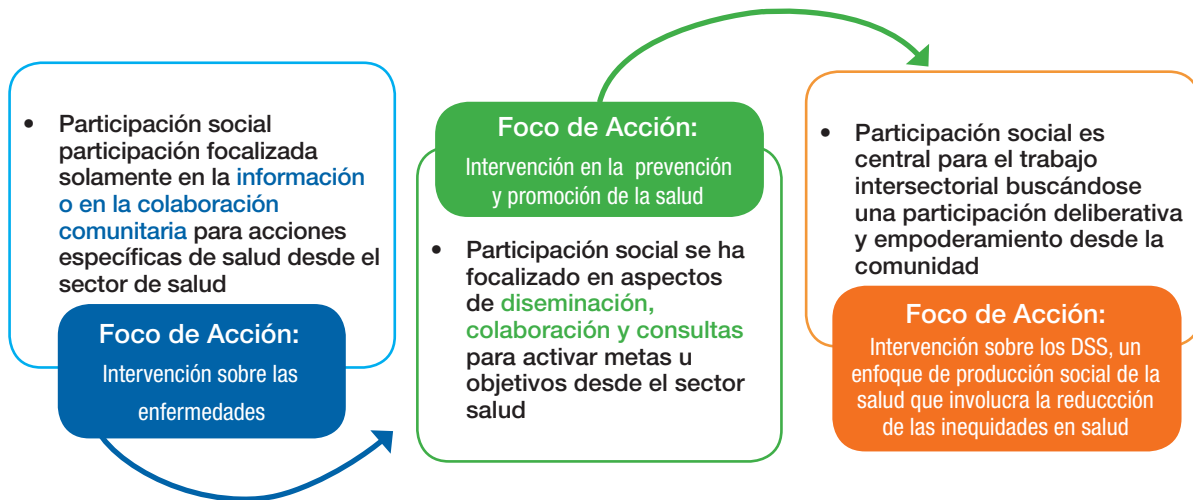 • Participación social
participación focalizada
solamente en la información
o en la colaboración
comunitaria para acciones
específicas de salud desde el
sector de salud
Foco de Acción:
Intervención sobre las
enfermedades
Foco de Acción:
Intervención en la prevención
y promoción de la salud
• Participación social se ha
focalizado en aspectos
de diseminación,
colaboración y consultas
para activar metas u
objetivos desde el sector
salud
• Participación social es
central para el trabajo
intersectorial buscándose
una participación deliberativa
y empoderamiento desde la
comunidad
Foco de Acción:
Intervención sobre los DSS, un
enfoque de producción social de la
salud que involucra la reduccción
de las inequidades en salud